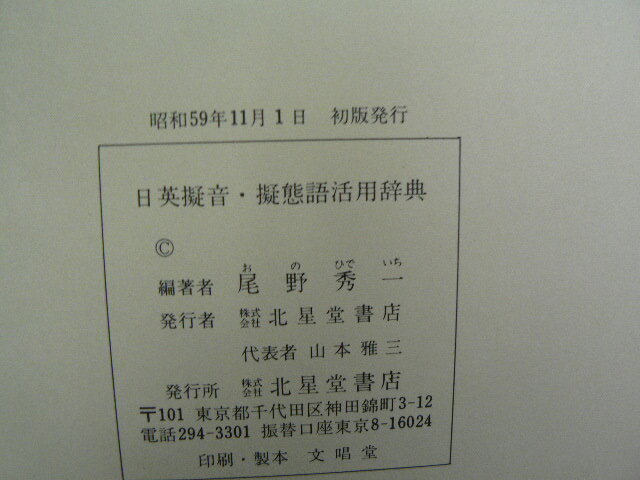 昭和59年11月1日　初版発行
日英擬音・擬態語活用辞典
©
おのひでいち
編著者　尾野秀一
発行者　株式会社　北星堂書店
代表者　山本雅三
発行所　株式会社　北星堂書店
〒101 東京都千代田区神田錦町3-12
電話294-3301 振替口座東京8-16024
印刷・製本　文唱堂